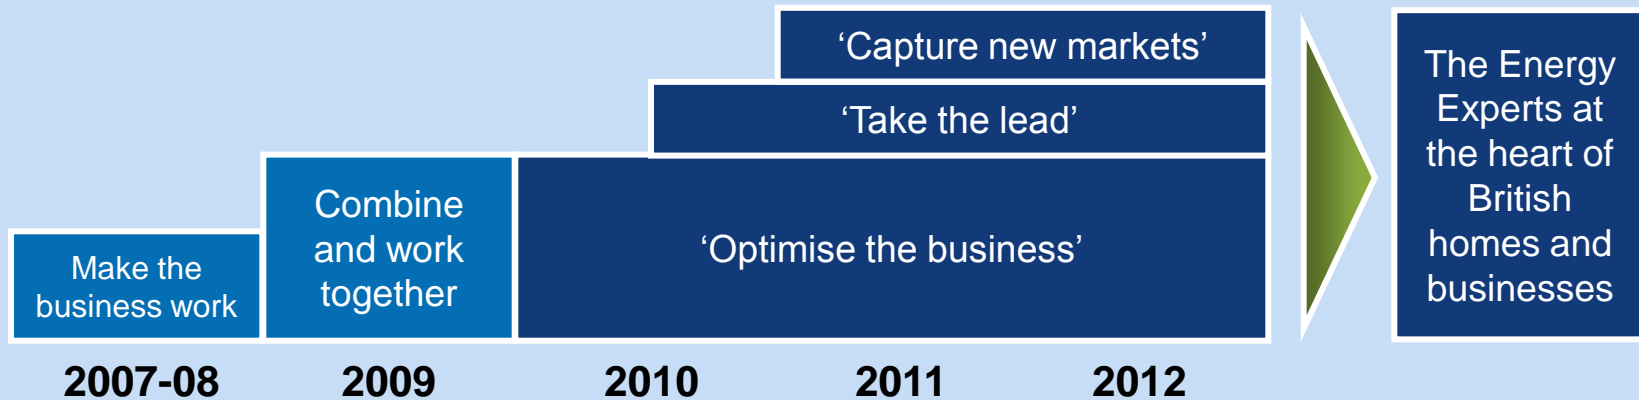 ‘Capture new markets’
‘Take the lead’
Combine
and work
together
‘Optimise the business’
Make the
business work
The Energy
Experts at
the heart of
British
homes and
businesses
2007-08
2009
2010
2011
2012